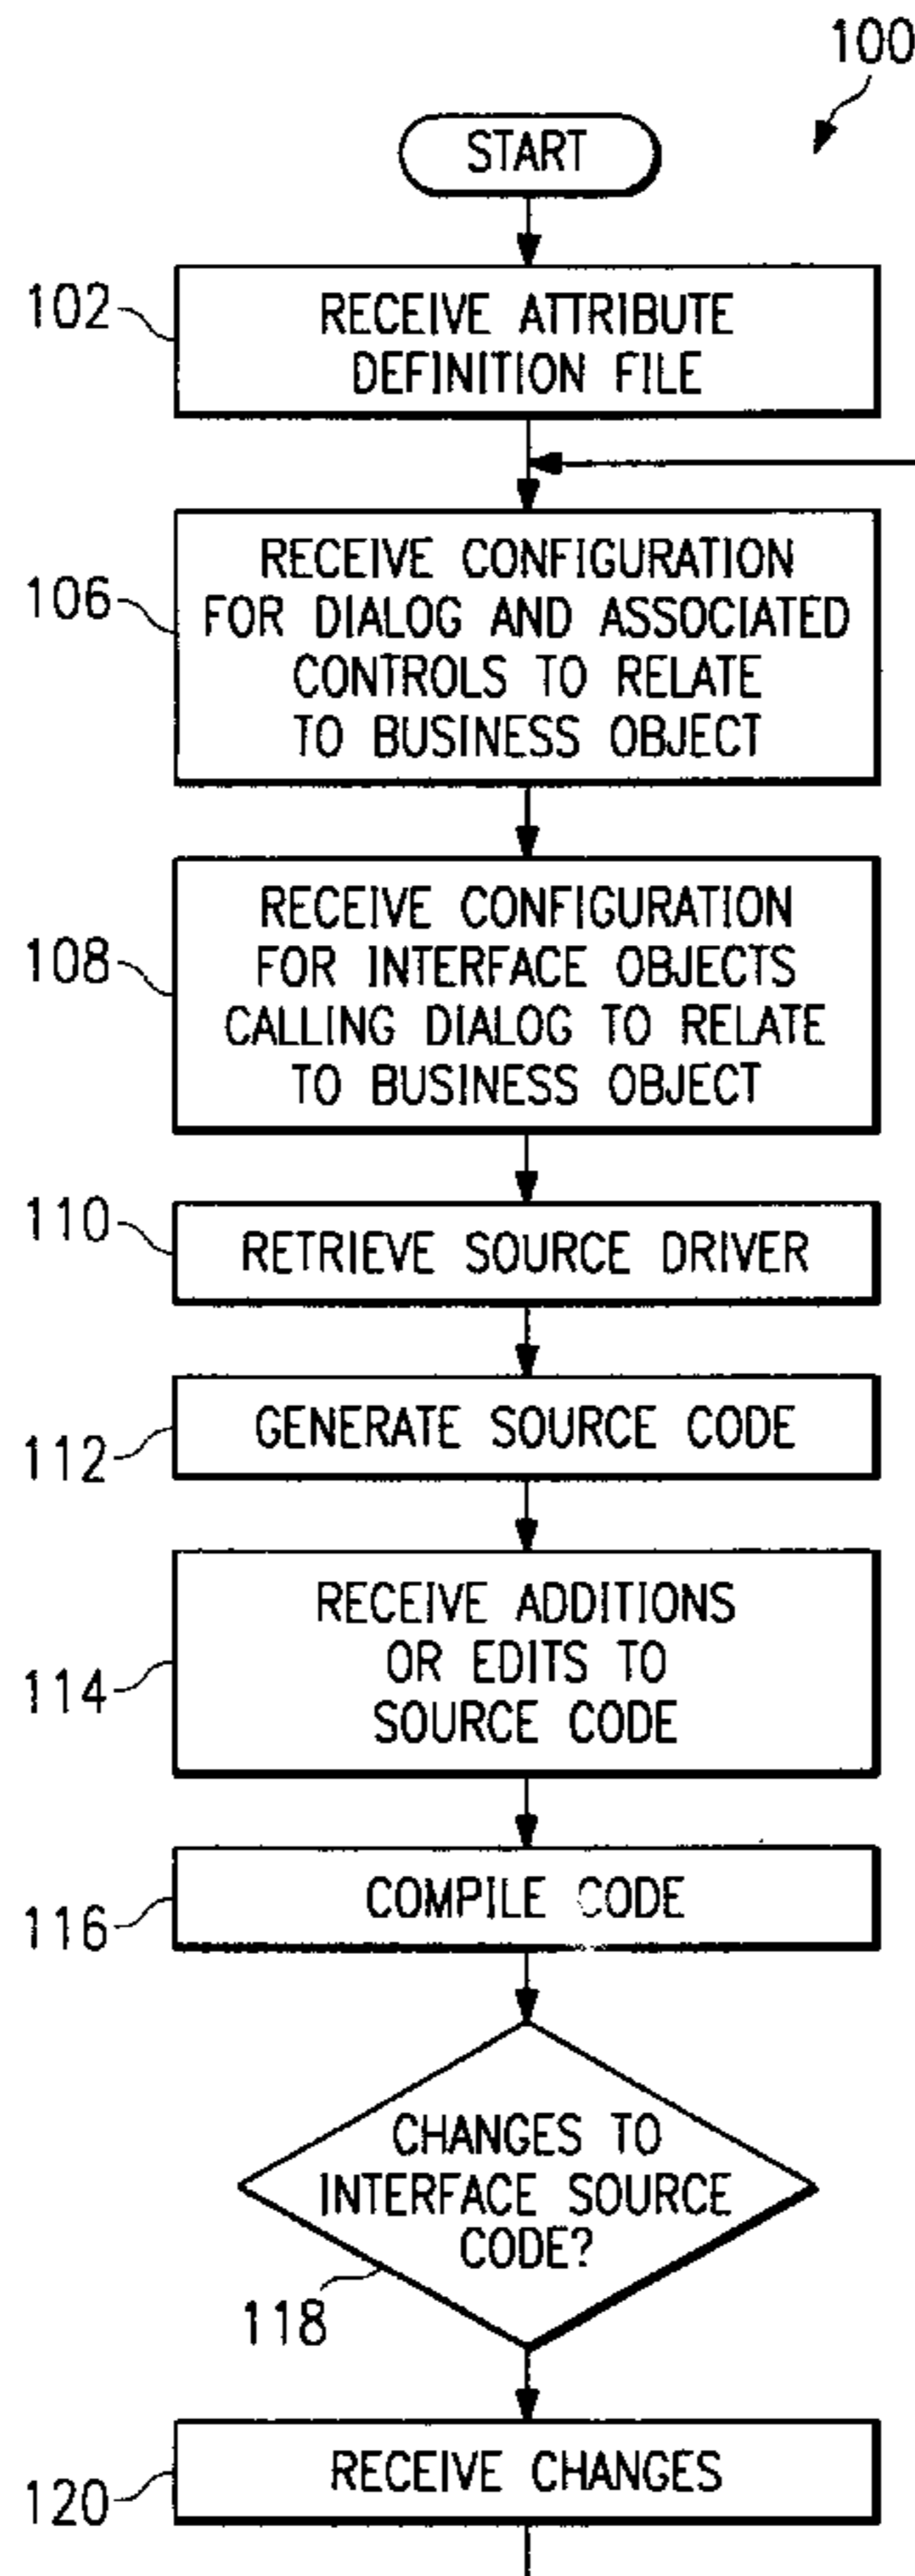 100
START
102
RECEIVE ATTRIBUTE
DEFINITION FILE
106
RECEIVE CONFIGURATION
FOR DIALOG AND ASSOCIATED
CONTROLS TO RELATE
TO BUSINESS OBJECT
108
RECEIVE CONFIGURATION
FOR INTERFACE OBJECTS
CALLING DIALOG TO RELATE
TO BUSINESS OBJECT
110
RETRIEVE SOURCE DRIVER
112
GENERATE SOURCE CODE
114
RECEIVE ADDITIONS
OR EDITS TO
SOURCE CODE
116
COMPILE CODE
CHANGES TO
INTERFACE SOURCE
CODE?
118
120
RECEIVE CHANGES